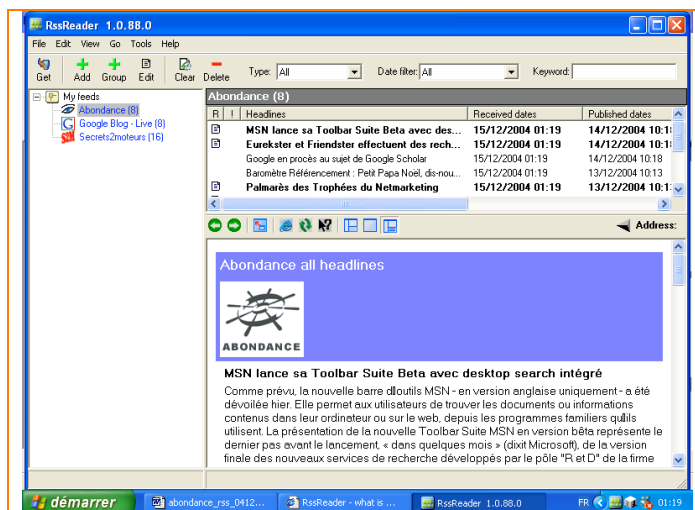 RssReader 1.0.88.0
File Edit View Go Tools Help
Get Add Group Edit Clear Delete Type: All Date filter: All Keyword:
My feeds
Abondance (8)
Google Blog - Live (8)
Secrets2moteurs (16)
Abondance (8)
R ! Headlines Received dates Published dates
MSN lance sa Toolbar Suite Beta avec des... 15/12/2004 01:19 14/12/2004 10:1
Eurekster et Friendster effectuent des rech... 15/12/2004 01:19 14/12/2004 10:1
Google en procès au sujet de Google Scholar 15/12/2004 01:19 14/12/2004 10:18
Baromètre Référencement : Petit Papa Noël, dis-nou... 15/12/2004 01:19 13/12/2004 10:13
Palmarès des Trophées du Netmarketing 15/12/2004 01:19 13/12/2004 10:1
Address:
Abondance all headlines
ABONDANCE
MSN lance sa Toolbar Suite Beta avec desktop search intégré
Comme prévu, la nouvelle barre d'outils MSN - en version anglaise uniquement - a été
dévoilée hier. Elle permet aux utilisateurs de trouver les documents ou informations
contenus dans leur ordinateur ou sur le web, depuis les programmes familiers qu'ils
utilisent. La présentation de la nouvelle Toolbar Suite MSN en version bêta représente le
dernier pas avant le lancement, « dans quelques mois » (dixit Microsoft), de la version
finale des nouveaux services de recherche développés par le pôle "R et D" de la firme
démarrer abondance_rss_0412... RssReader - what is ... RssReader 1.0.88.0 FR 01:19